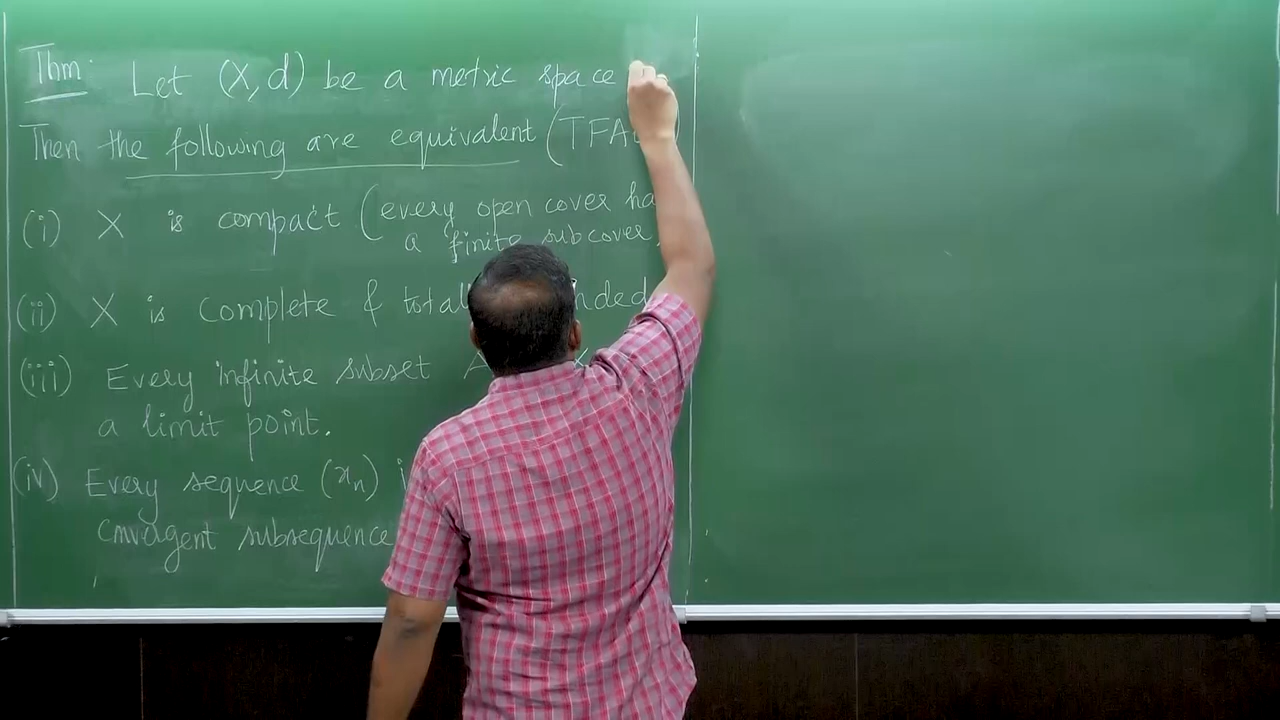 Thm: Let (X, d) be a metric space
Then the following are equivalent (TFA
(i) X is compact (every open cover ha
a finite subcover
(ii) X is complete & total nded
(iii) Every infinite subset A
a limit point.
(iv) Every sequence (xn) i
convergent subsequence